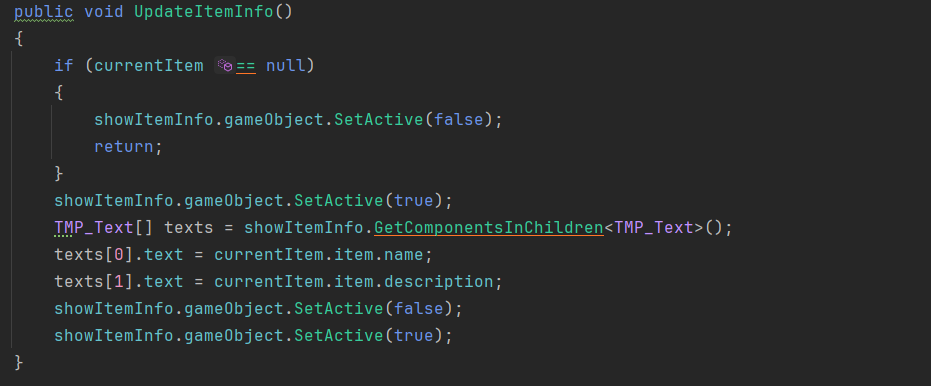 public void UpdateItemInfo()
{
    if (currentItem == null)
    {
        showItemInfo.gameObject.SetActive(false);
        return;
    }
    showItemInfo.gameObject.SetActive(true);
    TMP_Text[] texts = showItemInfo.GetComponentsInChildren<TMP_Text>();
    texts[0].text = currentItem.item.name;
    texts[1].text = currentItem.item.description;
    showItemInfo.gameObject.SetActive(false);
    showItemInfo.gameObject.SetActive(true);
}